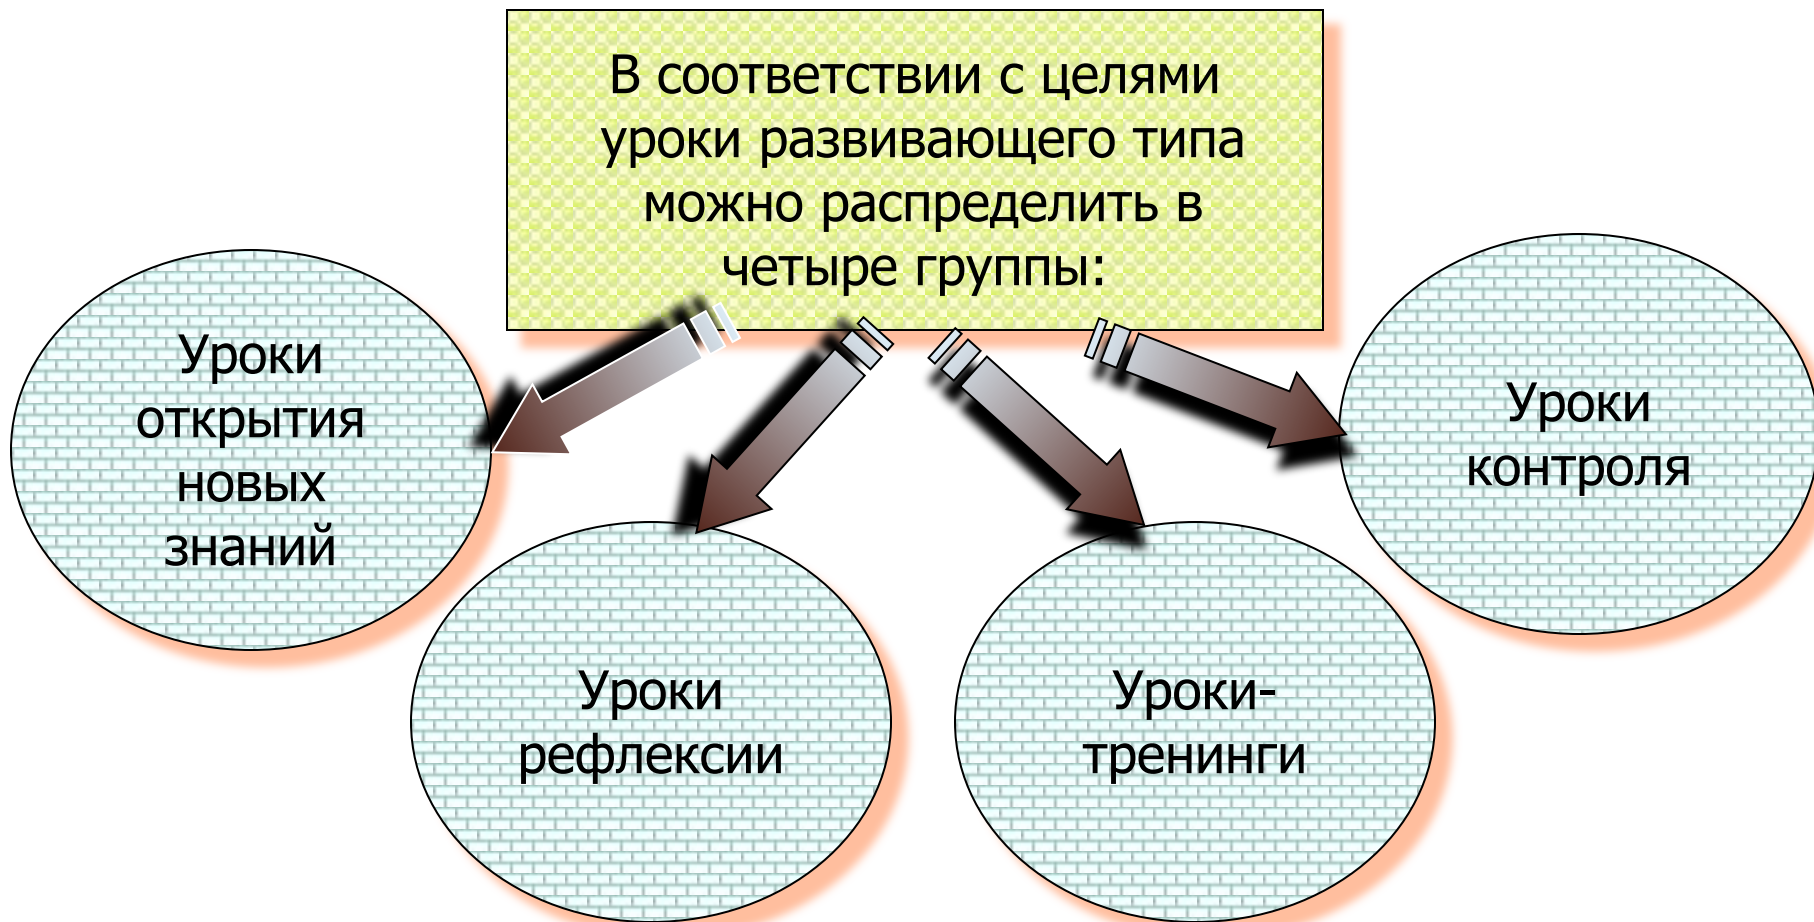 В соответствии с целями
уроки развивающего типа
можно распределить в
четыре группы:
Уроки
открытия
новых
знаний
Уроки
рефлексии
Уроки-
тренинги
Уроки
контроля